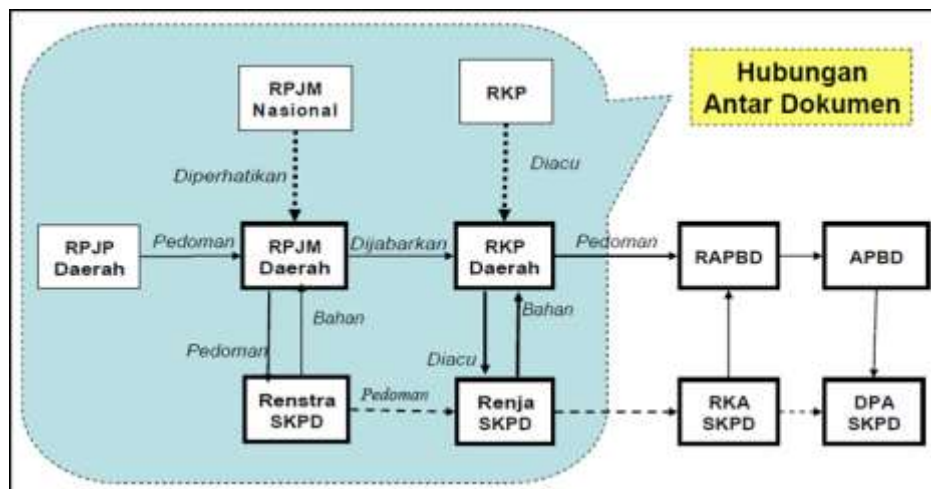 Hubungan
Antar Dokumen
RPJM
Nasional
RKP
Diperhatikan
Diacu
RPJP
Daerah
Pedoman
RPJM
Daerah
Dijabarkan
RKP
Daerah
Pedoman
RAPBD
APBD
Pedoman
Bahan
Diacu
Bahan
Renstra
SKPD
Pedoman
Renja
SKPD
RKA
SKPD
DPA
SKPD